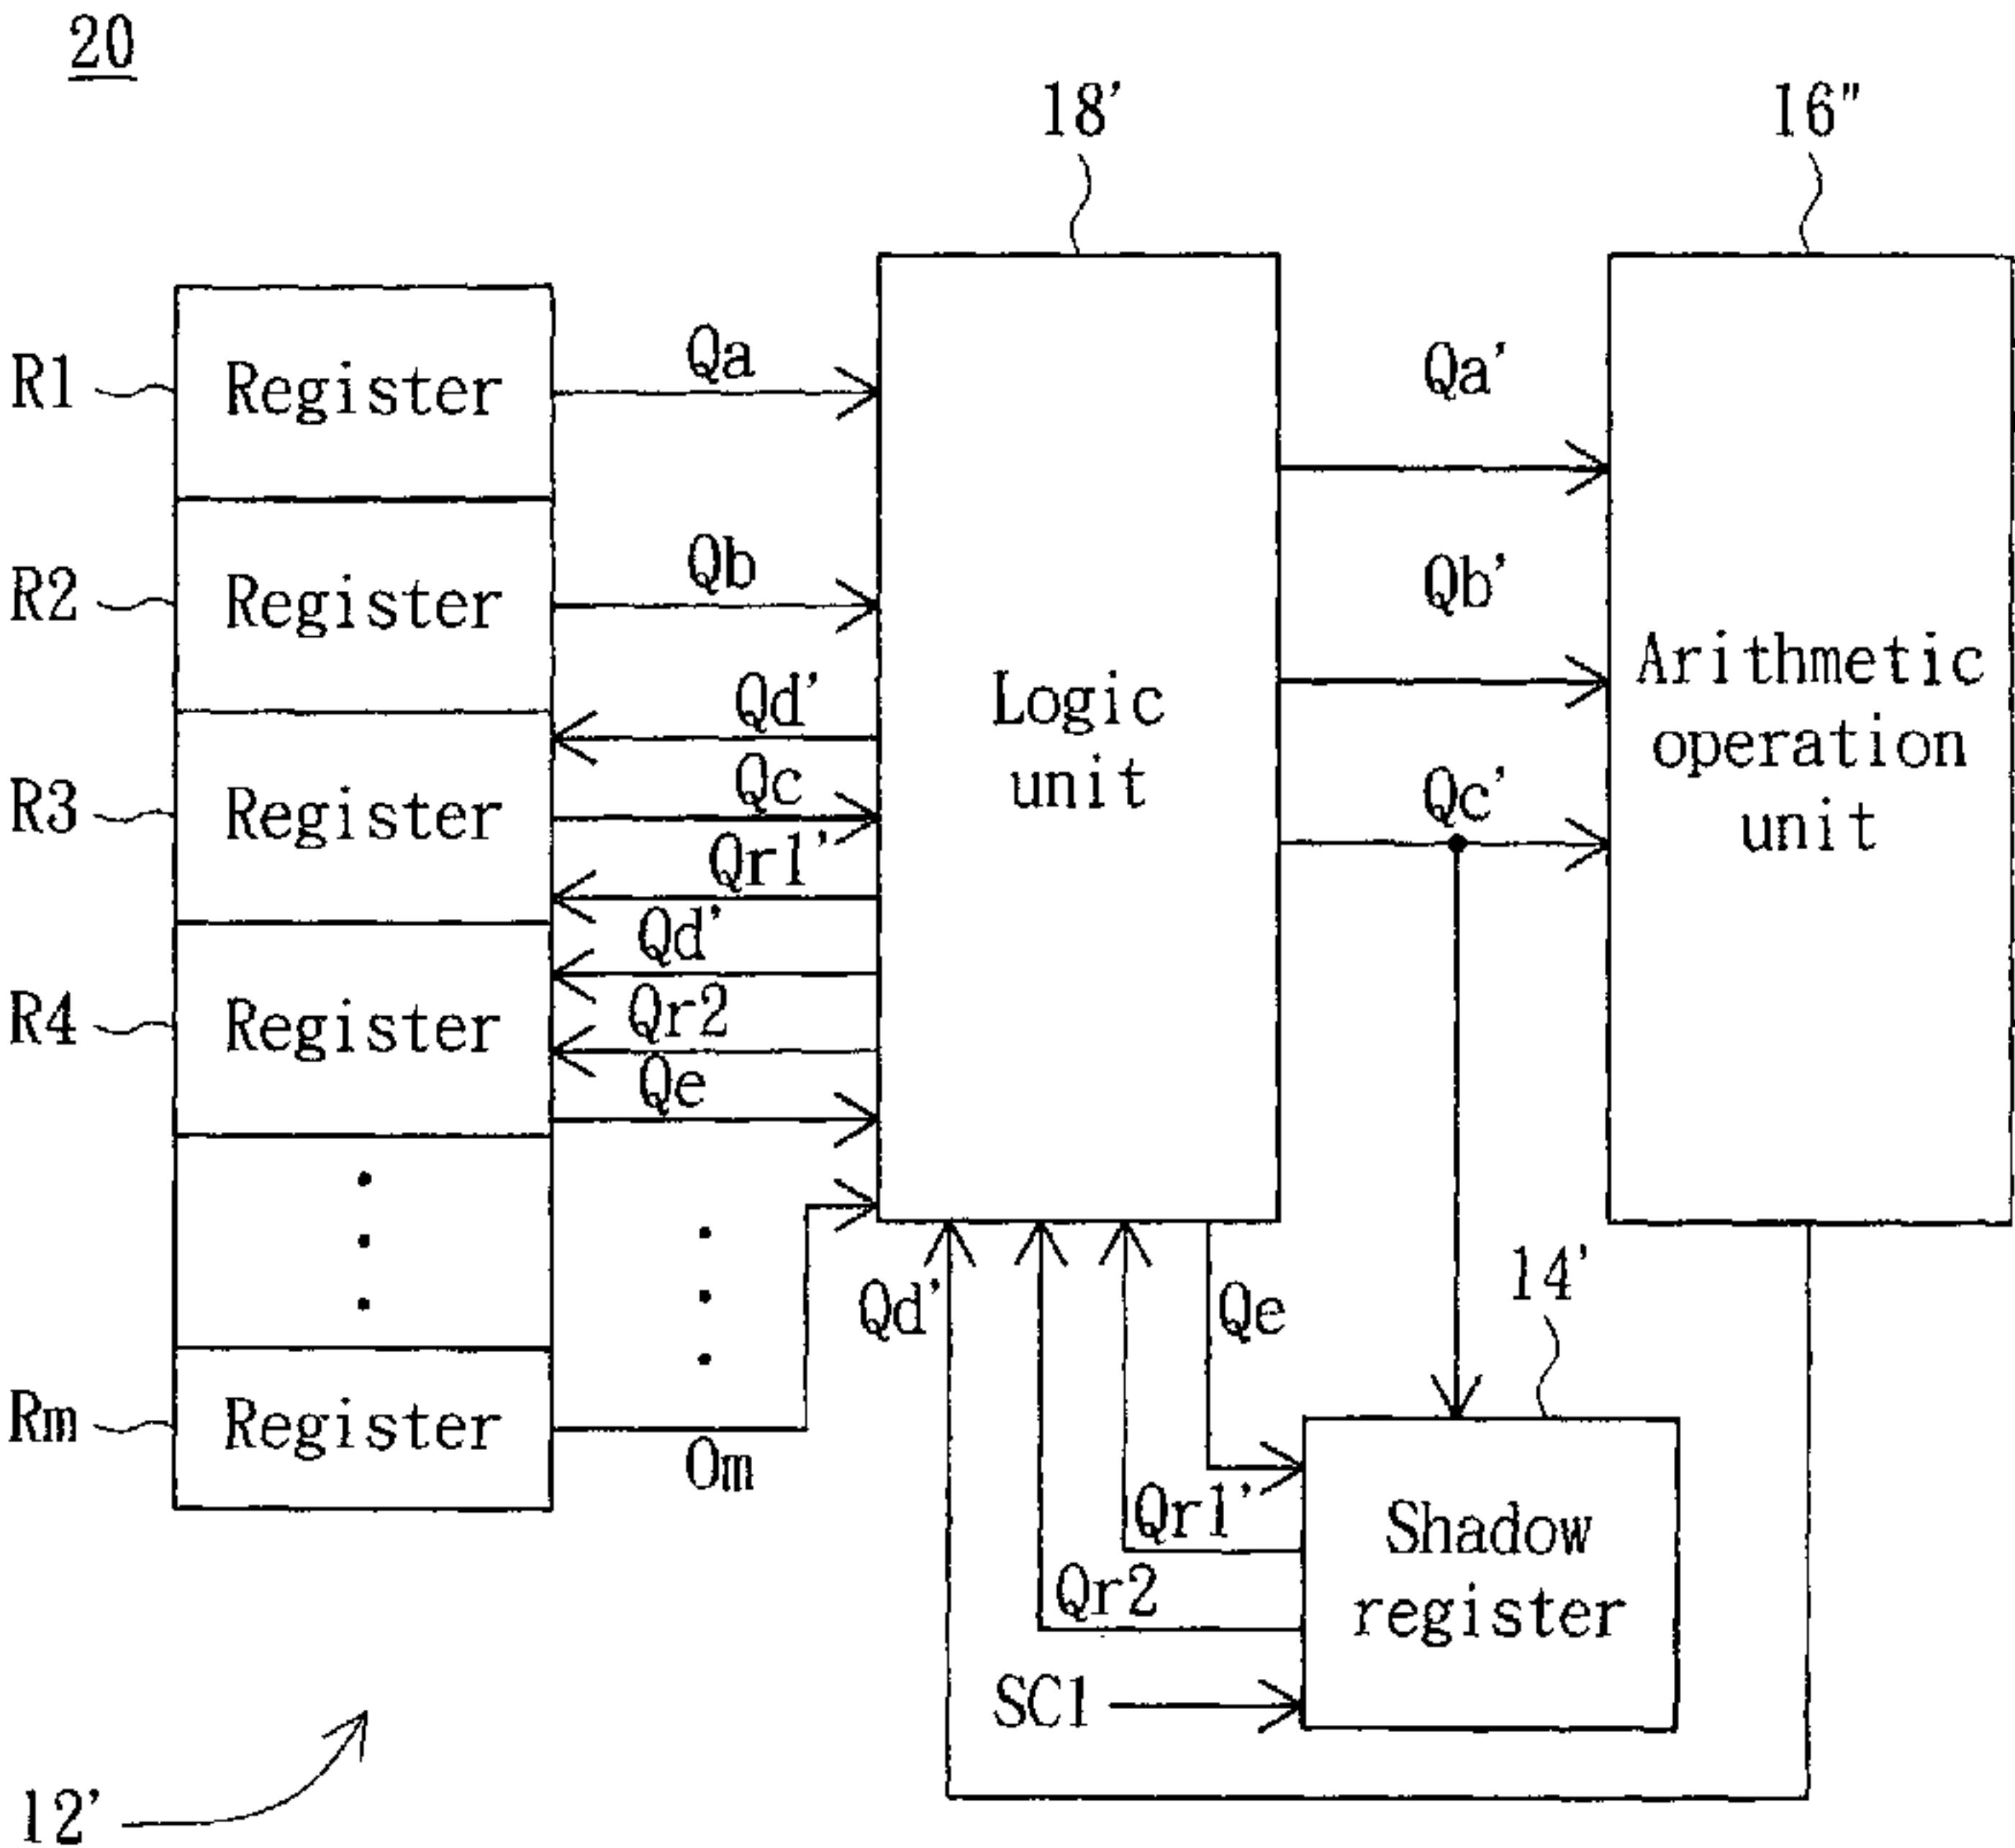 20
18'
16"
R1
Register
Qa
Qa'
R2
Register
Qb
Qb'
Logic
unit
Arithmetic
operation
unit
Qd'
R3
Register
Qc
Qc'
Qr1'
Qd'
R4
Register
Qr2
Qe
Qd'
Qe
14'
Rm
Register
Om
Qr1'
Shadow
register
Qr2
SC1
12'